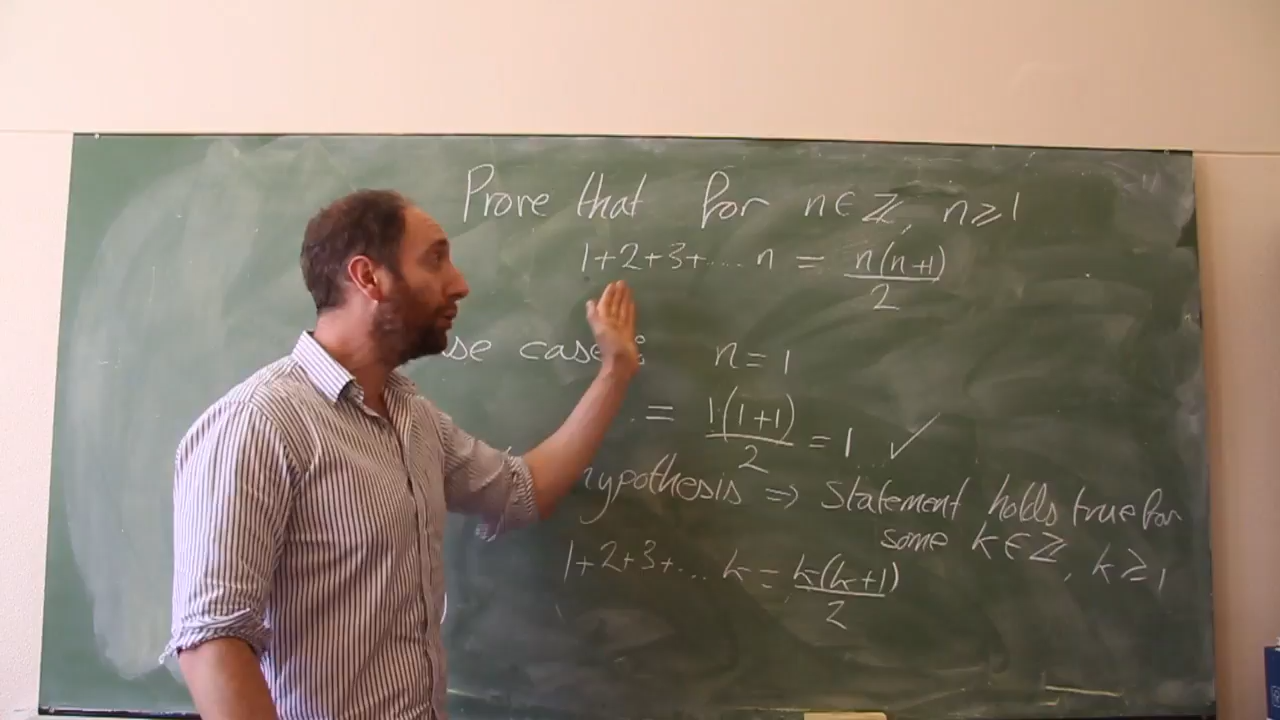 Prove that for n∈ℤ, n⩾1
1+2+3+.... n = n(n+1)/2
se case: n=1
= 1(1+1)/2 = 1 ✓
hypothesis ⇒ Statement holds true for
some k∈ℤ, k⩾1
1+2+3+... k = k(k+1)/2